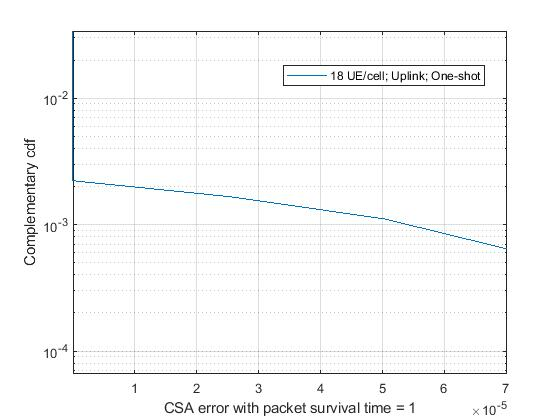 18 UE/cell; Uplink; One-shot
Complementary cdf
10^-2
10^-3
10^-4
1 2 3 4 5 6 7
CSA error with packet survival time = 1
×10^-5